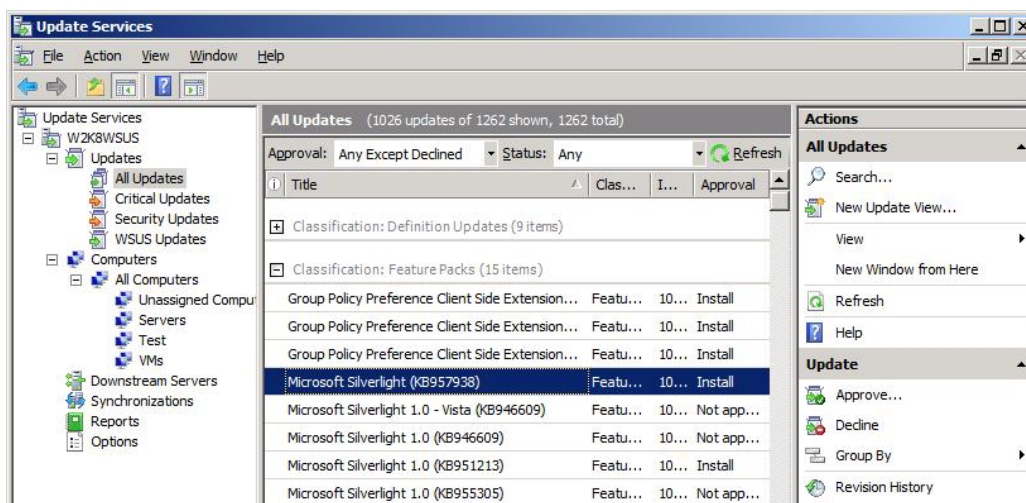 Update Services
File Action View Window Help
Update Services
W2K8WSUS
Updates
All Updates
Critical Updates
Security Updates
WSUS Updates
Computers
All Computers
Unassigned Comput
Servers
Test
VMs
Downstream Servers
Synchronizations
Reports
Options
All Updates (1026 updates of 1262 shown, 1262 total)
Approval: Any Except Declined Status: Any Refresh
Title Clas... I... Approval
Classification: Definition Updates (9 items)
Classification: Feature Packs (15 items)
Group Policy Preference Client Side Extension... Featu... 10... Install
Group Policy Preference Client Side Extension... Featu... 10... Install
Group Policy Preference Client Side Extension... Featu... 10... Install
Microsoft Silverlight (KB957938) Featu... 10... Install
Microsoft Silverlight 1.0 - Vista (KB946609) Featu... 10... Not app...
Microsoft Silverlight 1.0 (KB946609) Featu... 10... Not app...
Microsoft Silverlight 1.0 (KB951213) Featu... 10... Install
Microsoft Silverlight 1.0 (KB955305) Featu... 10... Not app...
Actions
All Updates
Search...
New Update View...
View
New Window from Here
Refresh
Help
Update
Approve...
Decline
Group By
Revision History